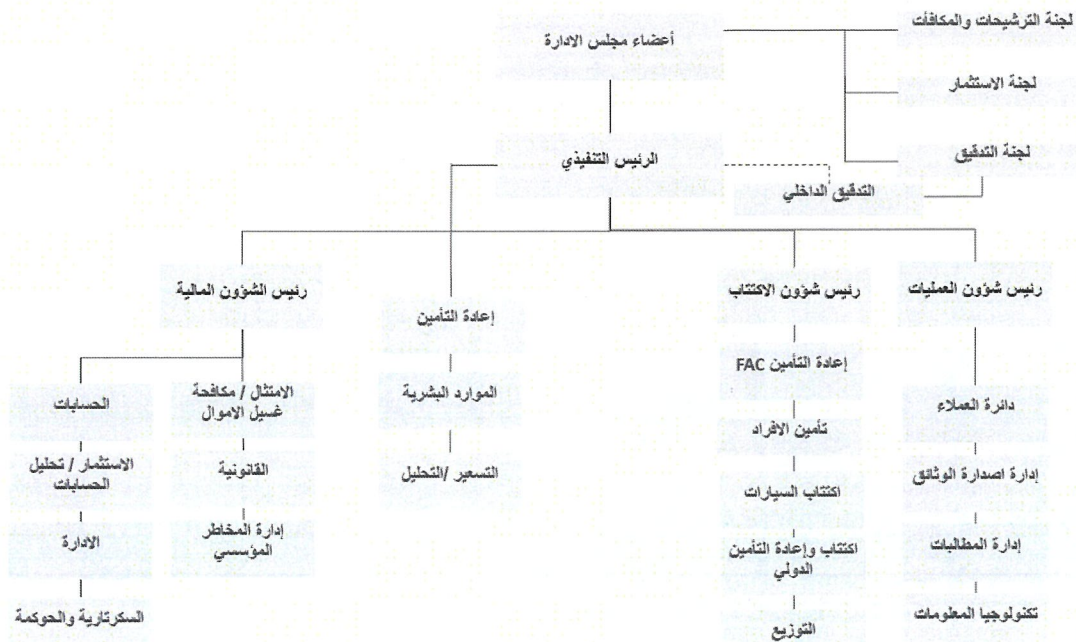 لجنة الترشيحات والمكافأت
أعضاء مجلس الادارة
لجنة الاستثمار
لجنة التدقيق
الرئيس التنفيذي
التدقيق الداخلي
رئيس شؤون العمليات
رئيس شؤون الاكتتاب
إعادة التأمين
رئيس الشؤون المالية
دائرة العملاء
إدارة اصدارة الوثائق
إدارة المطالبات
تكنولوجيا المعلومات
إعادة التأمين FAC
تأمين الافراد
اكتتاب السيارات
اكتتاب وإعادة التأمين
الدولي
التوزيع
الموارد البشرية
التسعير /التحليل
الامتثال / مكافحة
غسيل الاموال
القانونية
إدارة المخاطر
المؤسسي
الحسابات
الاستثمار / تحليل
الحسابات
الادارة
السكرتارية والحوكمة